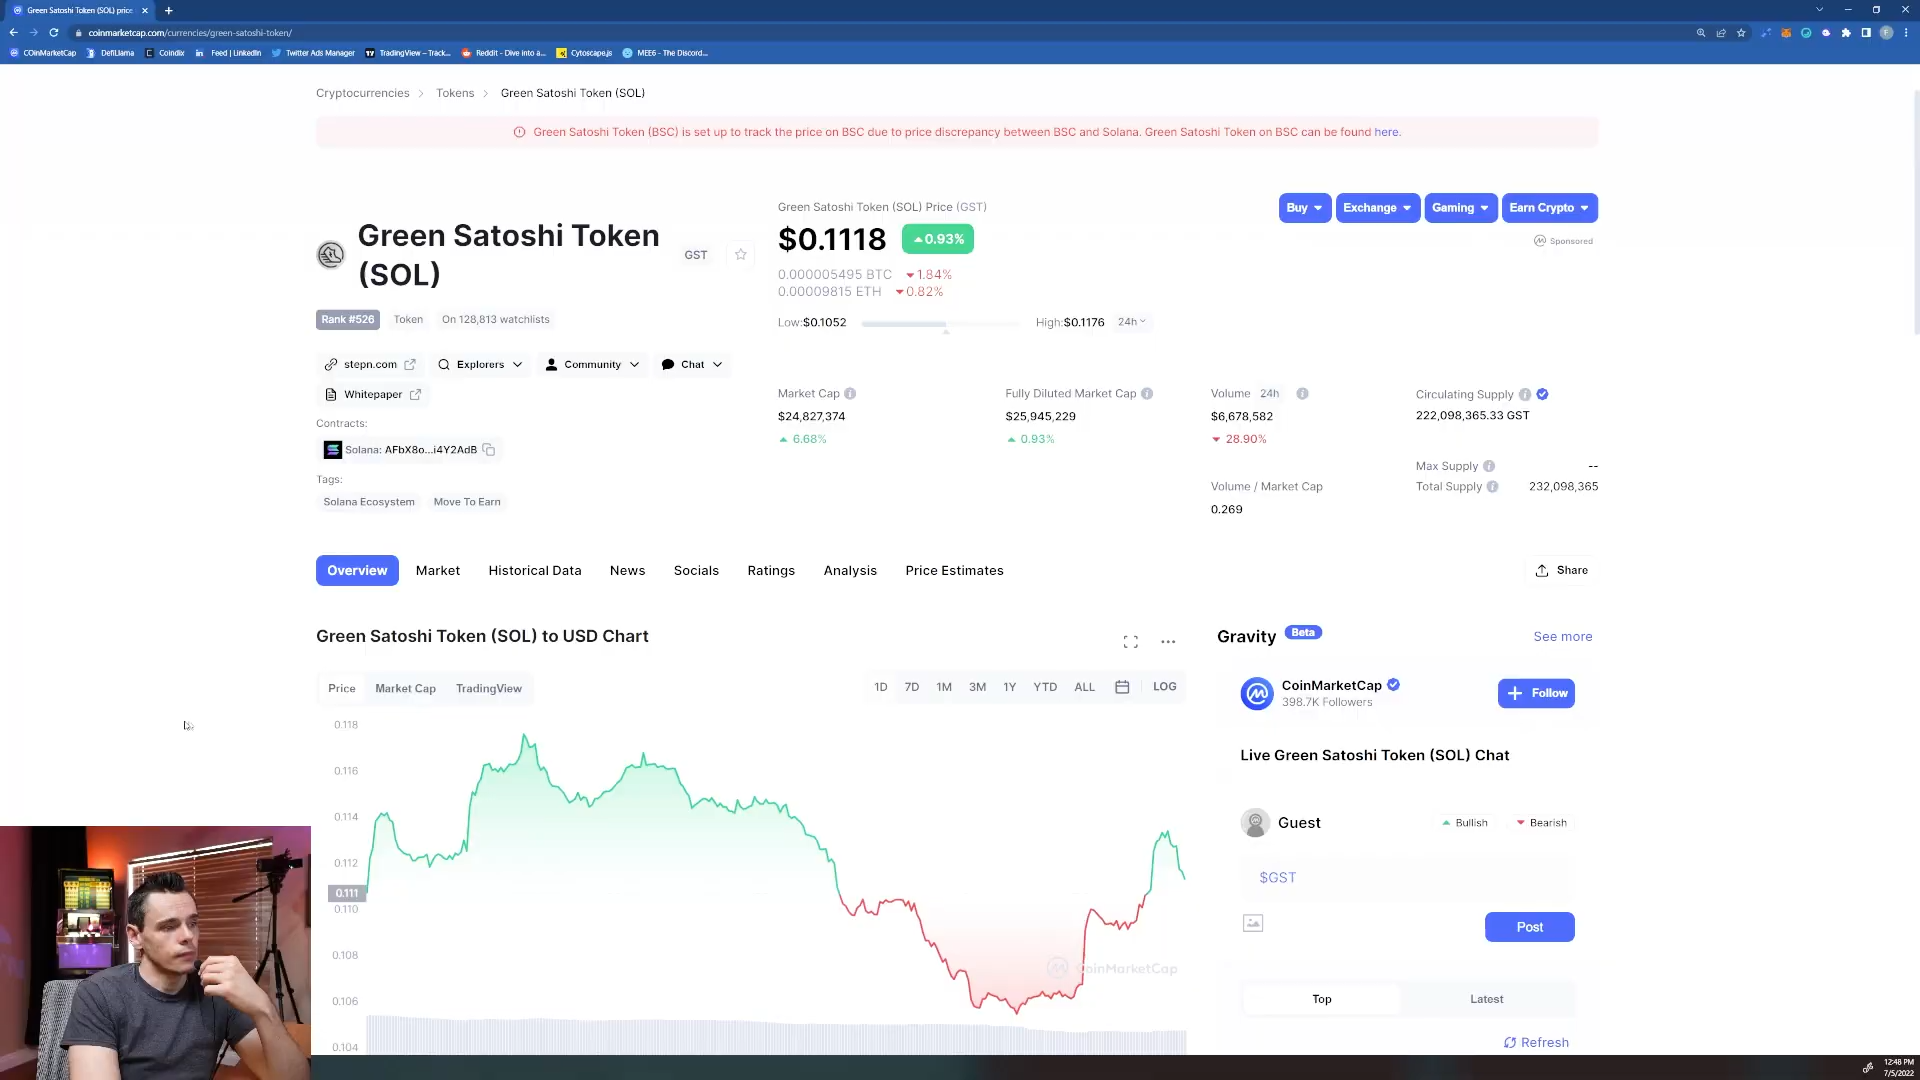 Green Satoshi Token (SOL) price
coinmarketcap.com/currencies/green-satoshi-token/
COinMarketCap DefiLlama Coindix Feed | LinkedIn Twitter Ads Manager TradingView – Track... Reddit - Dive into a... Cytoscape.js MEE6 - The Discord...
Cryptocurrencies > Tokens > Green Satoshi Token (SOL)
Green Satoshi Token (BSC) is set up to track the price on BSC due to price discrepancy between BSC and Solana. Green Satoshi Token on BSC can be found here.
Green Satoshi Token
(SOL)
GST
Rank #526 Token On 128,813 watchlists
stepn.com Explorers Community Chat
Whitepaper
Contracts:
Solana: AFbX8o...i4Y2AdB
Tags:
Solana Ecosystem Move To Earn
Green Satoshi Token (SOL) Price (GST)
$0.1118 0.93%
0.000005495 BTC 1.84%
0.00009815 ETH 0.82%
Low:$0.1052 High:$0.1176 24h
Buy Exchange Gaming Earn Crypto
Sponsored
Market Cap
$24,827,374
6.68%
Fully Diluted Market Cap
$25,945,229
0.93%
Volume 24h
$6,678,582
28.90%
Volume / Market Cap
0.269
Circulating Supply
222,098,365.33 GST
Max Supply --
Total Supply 232,098,365
Overview Market Historical Data News Socials Ratings Analysis Price Estimates Share
Green Satoshi Token (SOL) to USD Chart
Price Market Cap TradingView 1D 7D 1M 3M 1Y YTD ALL LOG
0.118
0.116
0.114
0.112
0.111
0.110
0.108
0.106
0.104
CoinMarketCap
Gravity Beta See more
CoinMarketCap
398.7K Followers
Follow
Live Green Satoshi Token (SOL) Chat
Guest Bullish Bearish
$GST
Post
Top Latest
Refresh
12:48 PM
7/5/2022